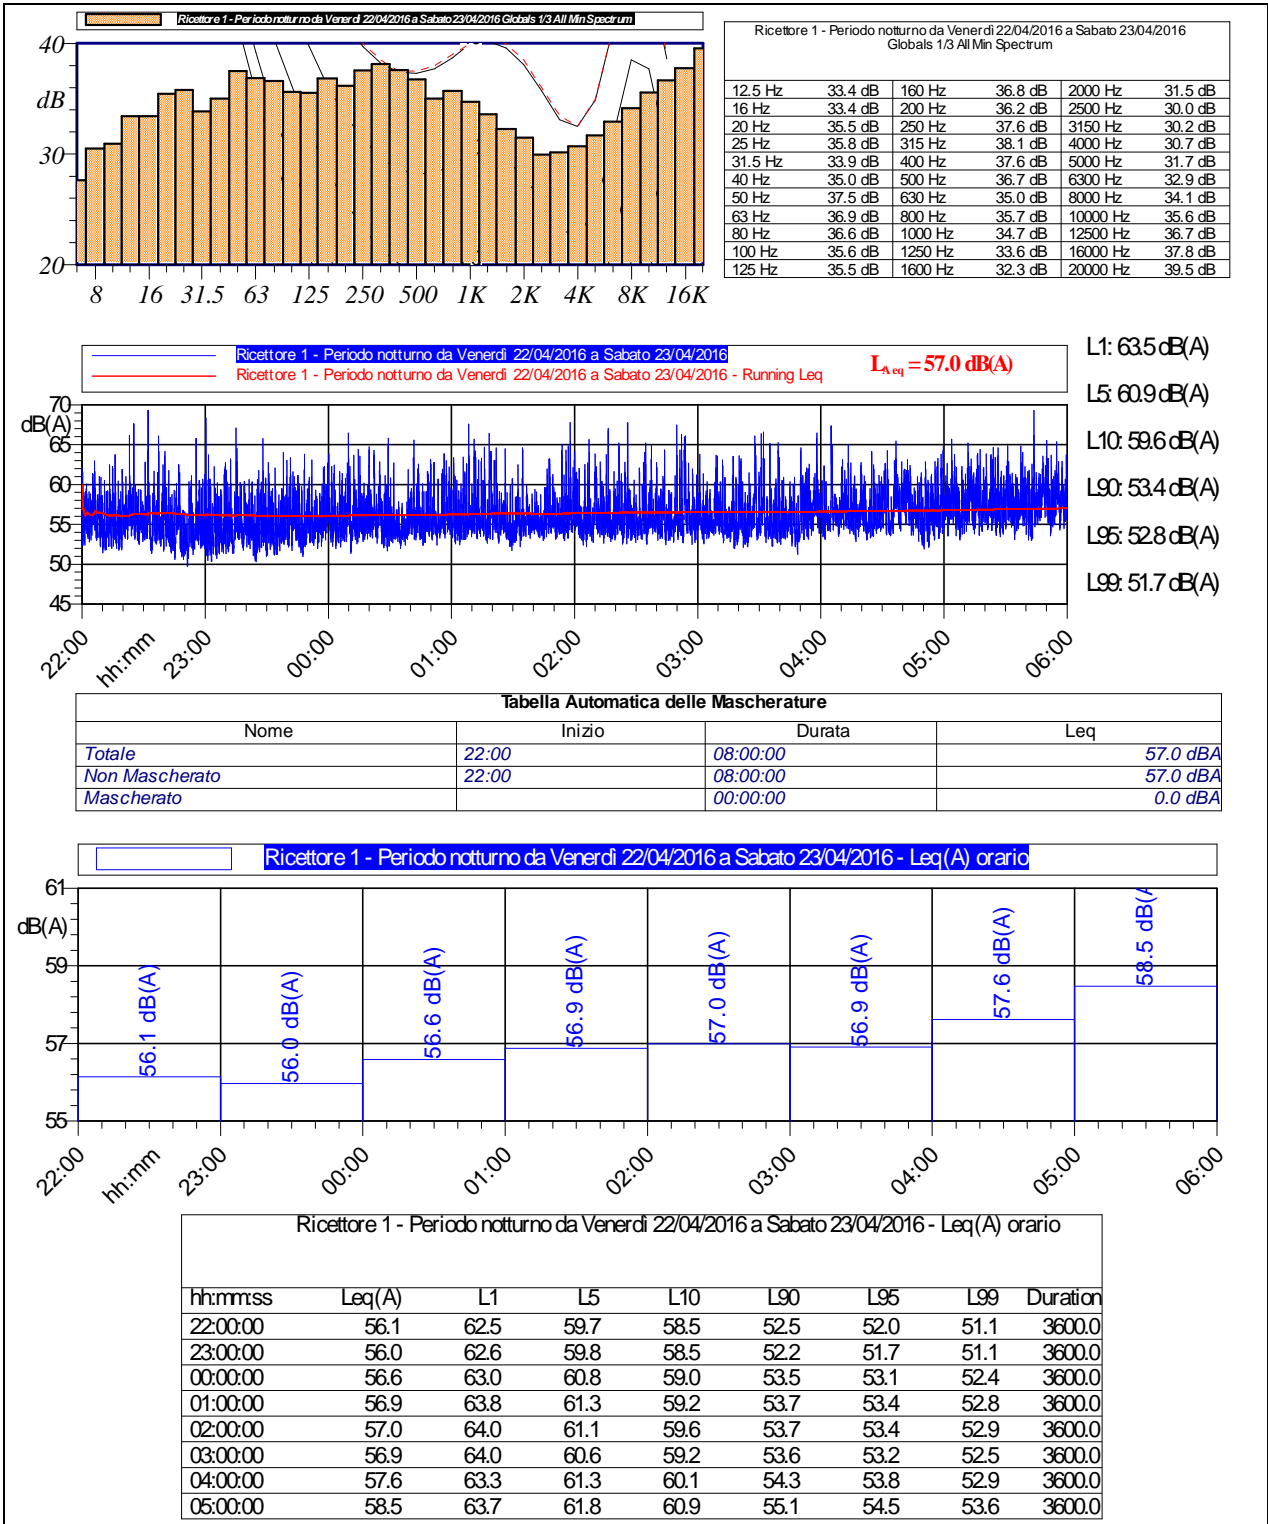 Ricettore 1 - Periodo notturno da Venerdì 22/04/2016 a Sabato 23/04/2016 Globals 1/3 All Min Spectrum
40
dB
30
20
8 16 31.5 63 125 250 500 1K 2K 4K 8K 16K
Ricettore 1 - Periodo notturno da Venerdì 22/04/2016 a Sabato 23/04/2016
Globals 1/3 All Min Spectrum
12.5 Hz 33.4 dB 160 Hz 36.8 dB 2000 Hz 31.5 dB
16 Hz 33.4 dB 200 Hz 36.2 dB 2500 Hz 30.0 dB
20 Hz 35.5 dB 250 Hz 37.6 dB 3150 Hz 30.2 dB
25 Hz 35.8 dB 315 Hz 38.1 dB 4000 Hz 30.7 dB
31.5 Hz 33.9 dB 400 Hz 37.6 dB 5000 Hz 31.7 dB
40 Hz 35.0 dB 500 Hz 36.7 dB 6300 Hz 32.9 dB
50 Hz 37.5 dB 630 Hz 35.0 dB 8000 Hz 34.1 dB
63 Hz 36.9 dB 800 Hz 35.7 dB 10000 Hz 35.6 dB
80 Hz 36.6 dB 1000 Hz 34.7 dB 12500 Hz 36.7 dB
100 Hz 35.6 dB 1250 Hz 33.6 dB 16000 Hz 37.8 dB
125 Hz 35.5 dB 1600 Hz 32.3 dB 20000 Hz 39.5 dB
Ricettore 1 - Periodo notturno da Venerdì 22/04/2016 a Sabato 23/04/2016
Ricettore 1 - Periodo notturno da Venerdì 22/04/2016 a Sabato 23/04/2016 - Running Leq
LA eq = 57.0 dB(A)
70
dB(A)
65
60
55
50
45
22:00 hh:mm 23:00 00:00 01:00 02:00 03:00 04:00 05:00 06:00
L1: 63.5 dB(A)
L5: 60.9 dB(A)
L10: 59.6 dB(A)
L90: 53.4 dB(A)
L95: 52.8 dB(A)
L99: 51.7 dB(A)
Tabella Automatica delle Mascherature
Nome Inizio Durata Leq
Totale 22:00 08:00:00 57.0 dBA
Non Mascherato 22:00 08:00:00 57.0 dBA
Mascherato 00:00:00 0.0 dBA
Ricettore 1 - Periodo notturno da Venerdì 22/04/2016 a Sabato 23/04/2016 - Leq(A) orario
61
dB(A)
59
57
55
56.1 dB(A) 56.0 dB(A) 56.6 dB(A) 56.9 dB(A) 57.0 dB(A) 56.9 dB(A) 57.6 dB(A) 58.5 dB(A
22:00 hh:mm 23:00 00:00 01:00 02:00 03:00 04:00 05:00 06:00
Ricettore 1 - Periodo notturno da Venerdì 22/04/2016 a Sabato 23/04/2016 - Leq(A) orario
hh:mm:ss Leq(A) L1 L5 L10 L90 L95 L99 Duration
22:00:00 56.1 62.5 59.7 58.5 52.5 52.0 51.1 3600.0
23:00:00 56.0 62.6 59.8 58.5 52.2 51.7 51.1 3600.0
00:00:00 56.6 63.0 60.8 59.0 53.5 53.1 52.4 3600.0
01:00:00 56.9 63.8 61.3 59.2 53.7 53.4 52.8 3600.0
02:00:00 57.0 64.0 61.1 59.6 53.7 53.4 52.9 3600.0
03:00:00 56.9 64.0 60.6 59.2 53.6 53.2 52.5 3600.0
04:00:00 57.6 63.3 61.3 60.1 54.3 53.8 52.9 3600.0
05:00:00 58.5 63.7 61.8 60.9 55.1 54.5 53.6 3600.0